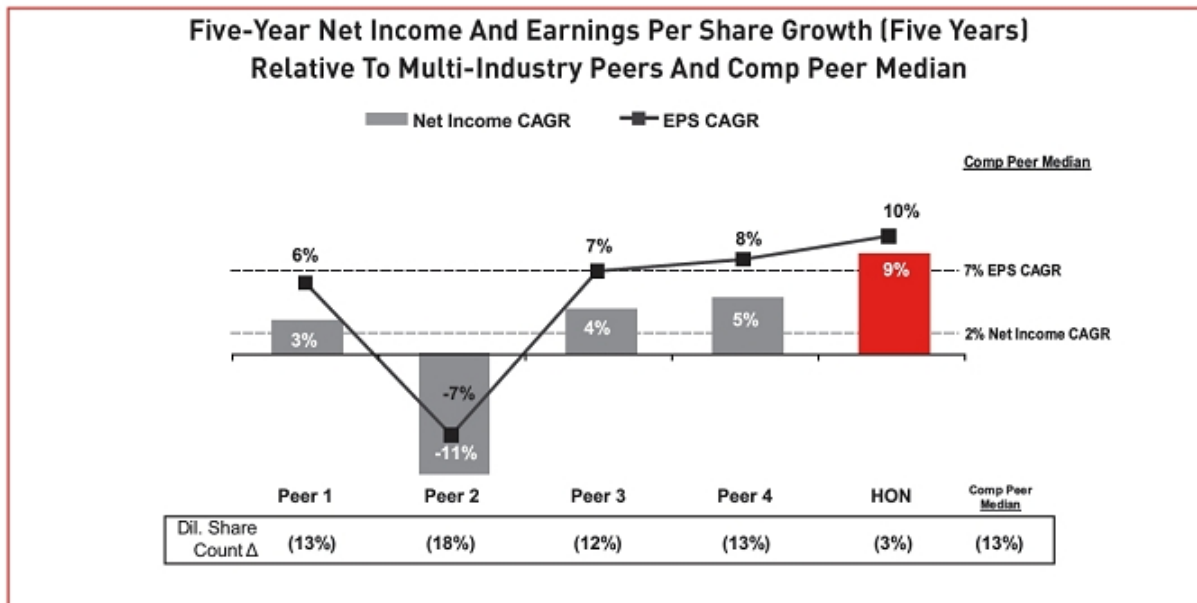 Five-Year Net Income And Earnings Per Share Growth (Five Years)
Relative To Multi-Industry Peers And Comp Peer Median
Net Income CAGR EPS CAGR
Comp Peer Median
6% 7% 8% 10%
7% EPS CAGR
3% 4% 5% 9%
2% Net Income CAGR
-7%
-11%
Peer 1 Peer 2 Peer 3 Peer 4 HON Comp Peer
Median
Dil. Share
Count Δ (13%) (18%) (12%) (13%) (3%) (13%)